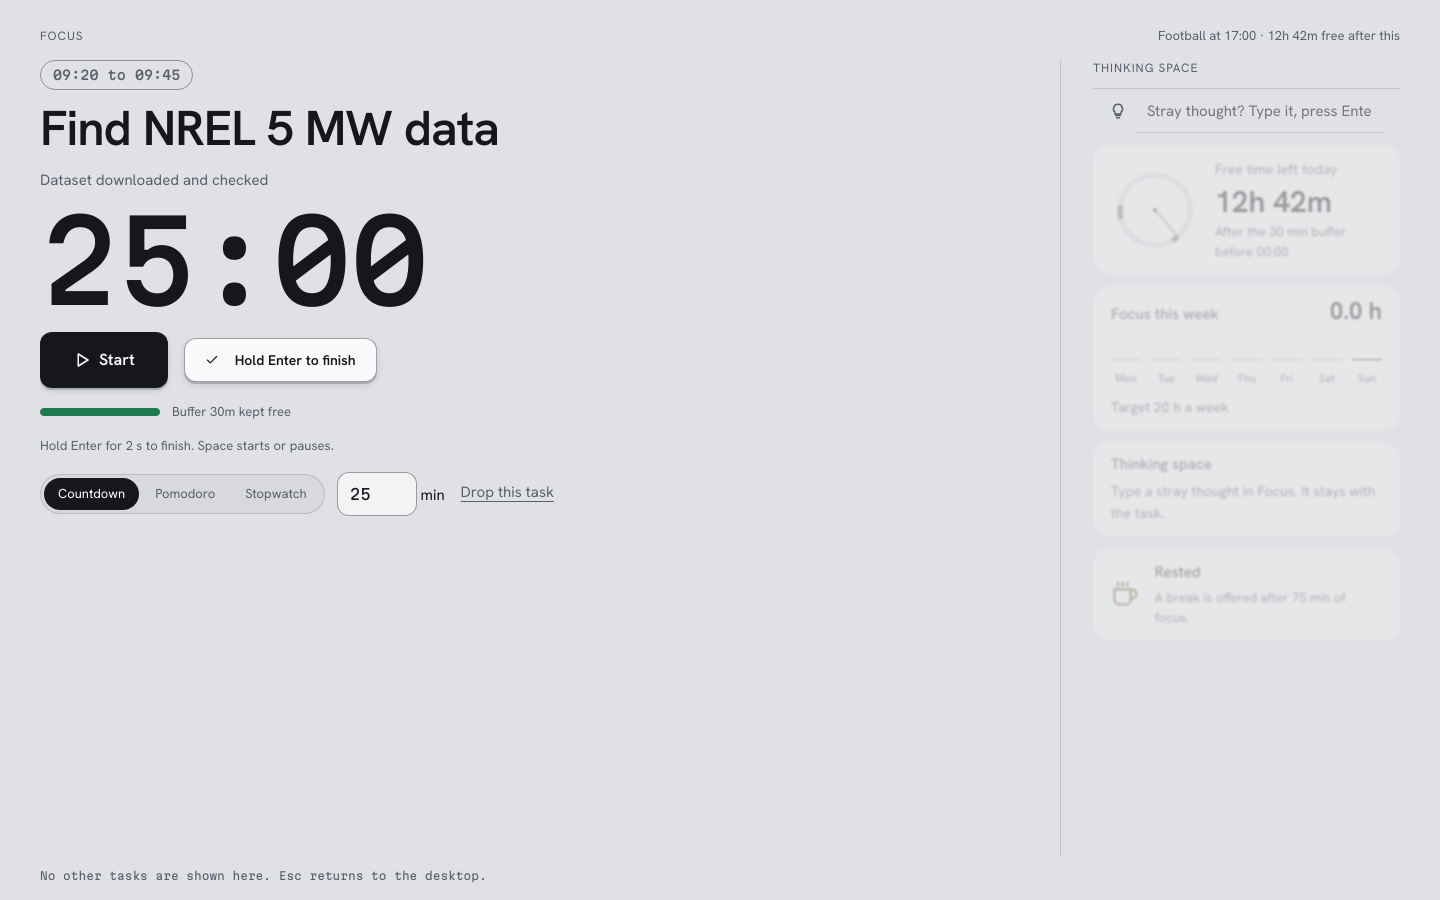 FOCUS
Football at 17:00 · 12h 42m free after this
09:20 to 09:45
Find NREL 5 MW data
Dataset downloaded and checked
25:00
Start
Hold Enter to finish
Buffer 30m kept free
Hold Enter for 2 s to finish. Space starts or pauses.
Countdown Pomodoro Stopwatch 25 min Drop this task
THINKING SPACE
Stray thought? Type it, press Ente
Free time left today
12h 42m
After the 30 min buffer
before 00:00
Focus this week 0.0 h
Mon Tue Wed Thu Fri Sat Sun
Target 20 h a week
Thinking space
Type a stray thought in Focus. It stays with
the task.
Rested
A break is offered after 75 min of
focus.
No other tasks are shown here. Esc returns to the desktop.